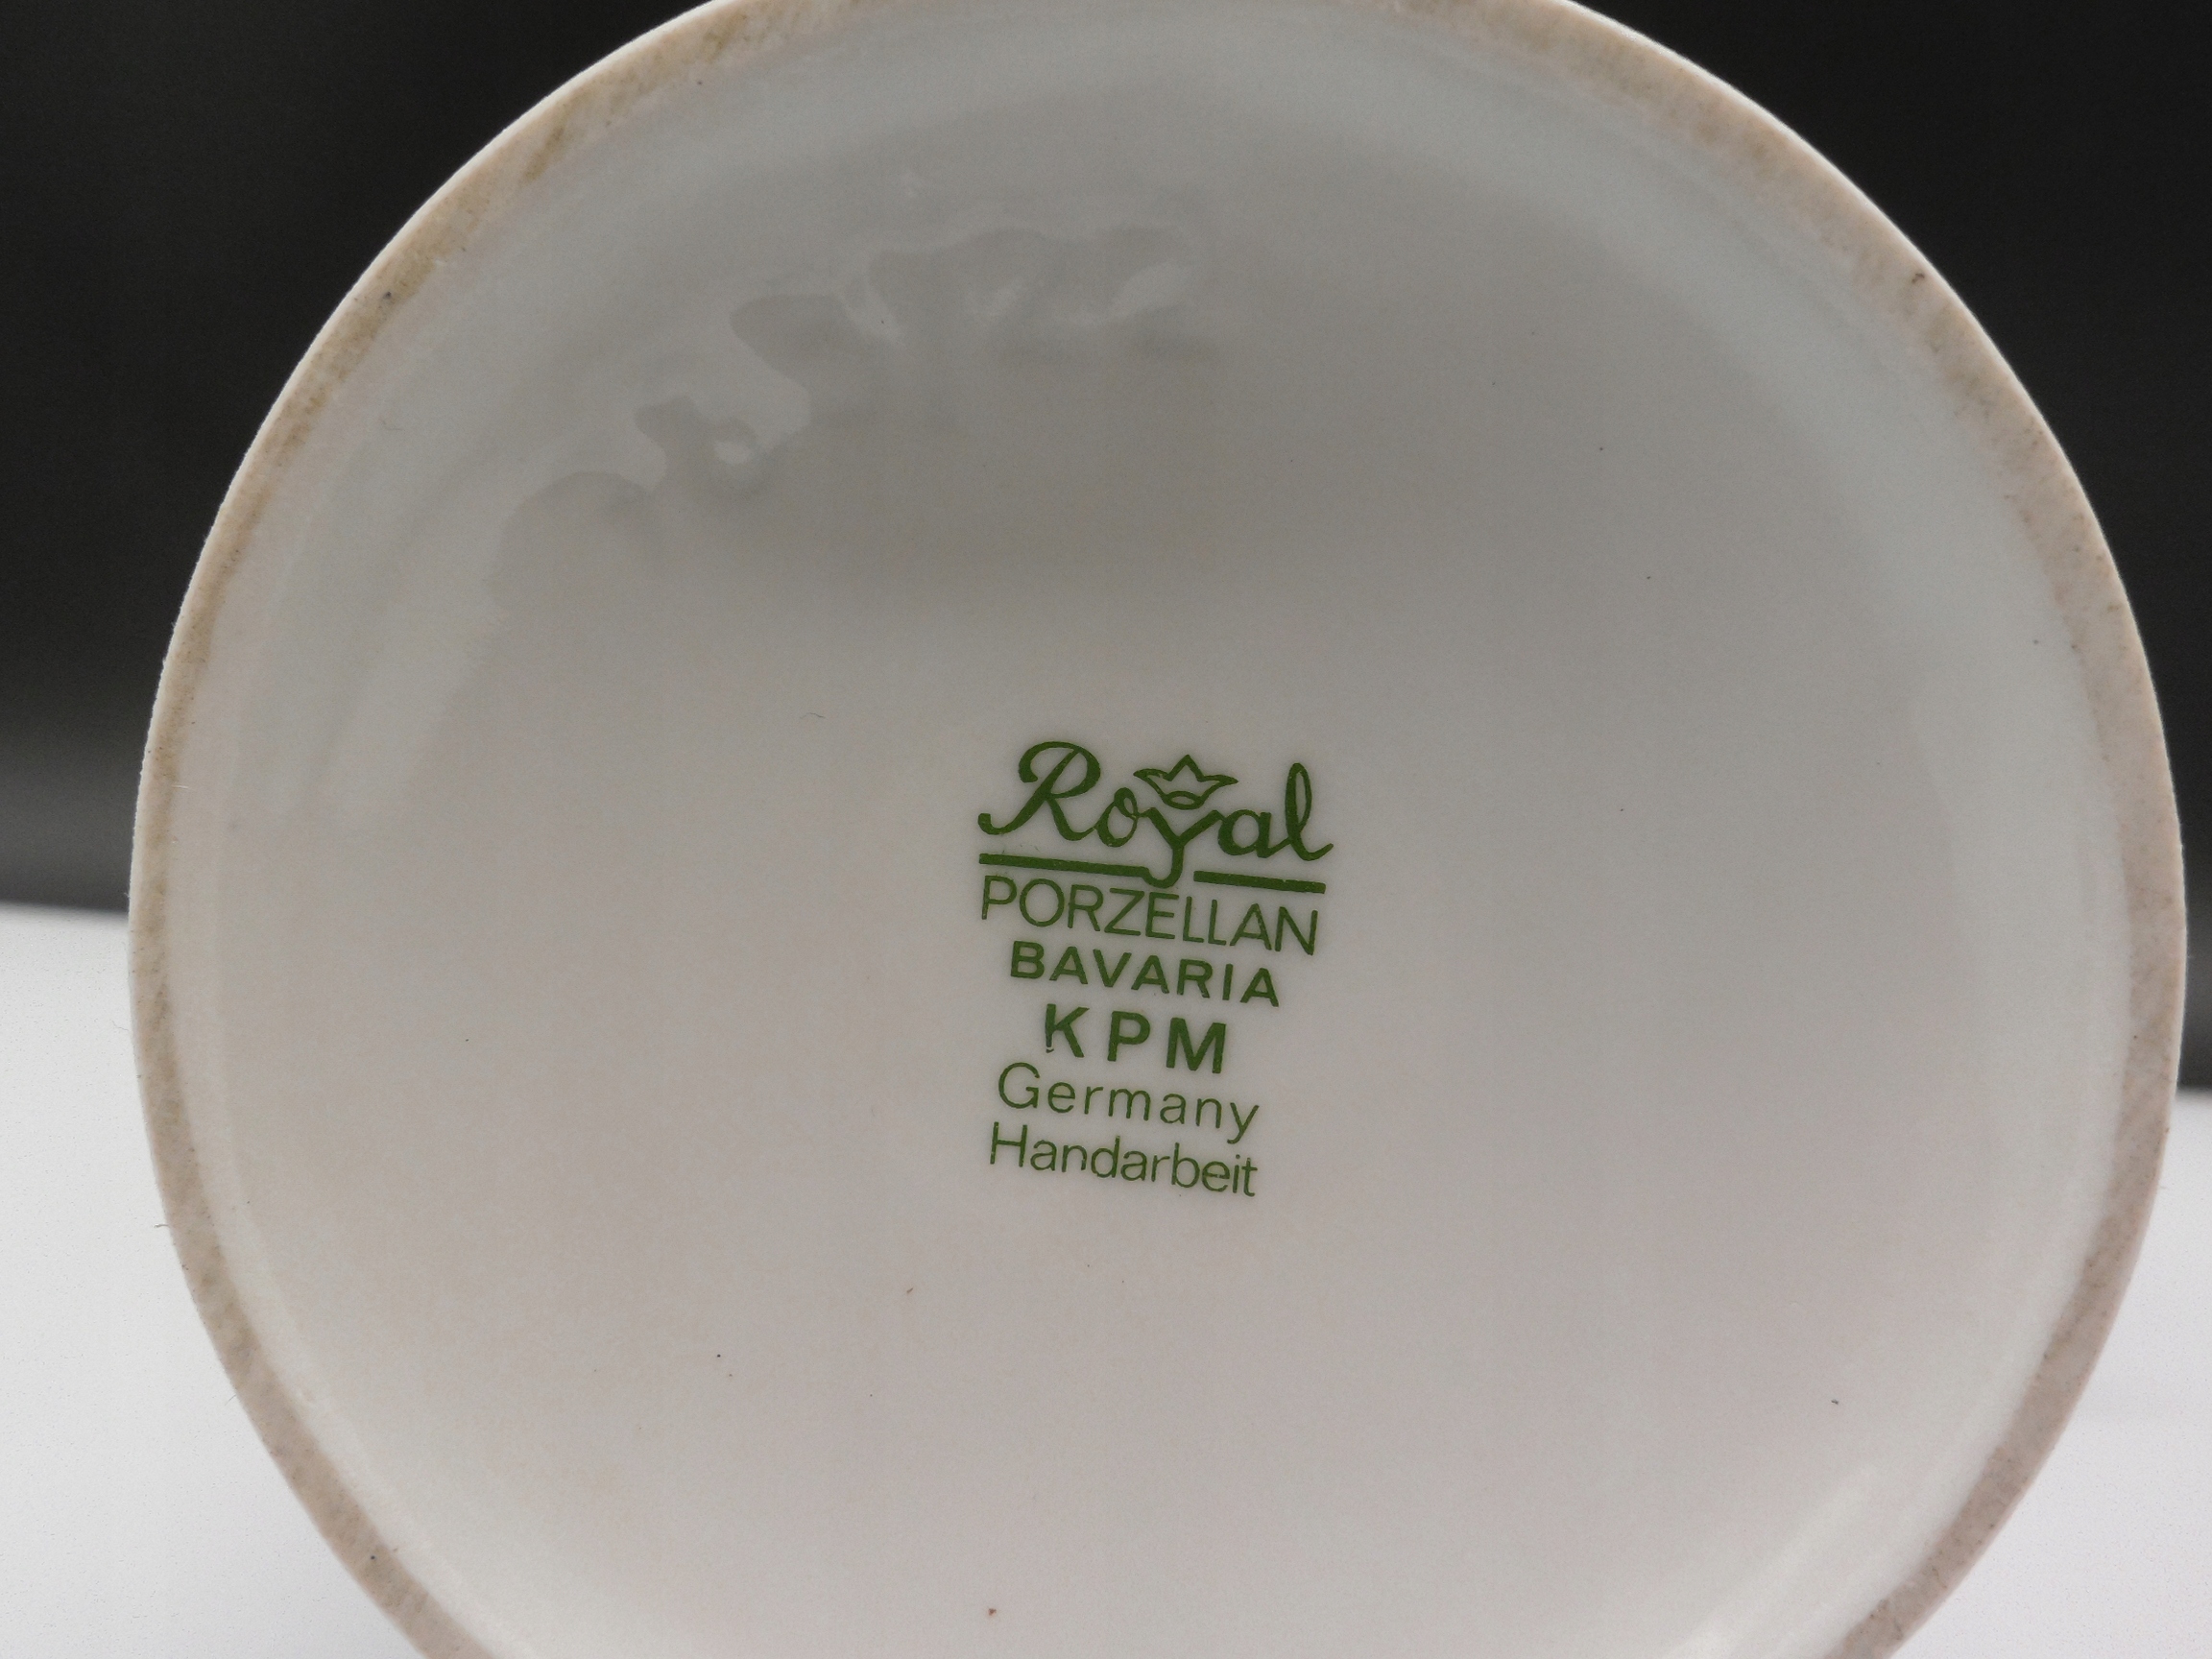 Royal
PORZELLAN
BAVARIA
KPM
Germany
Handarbeit